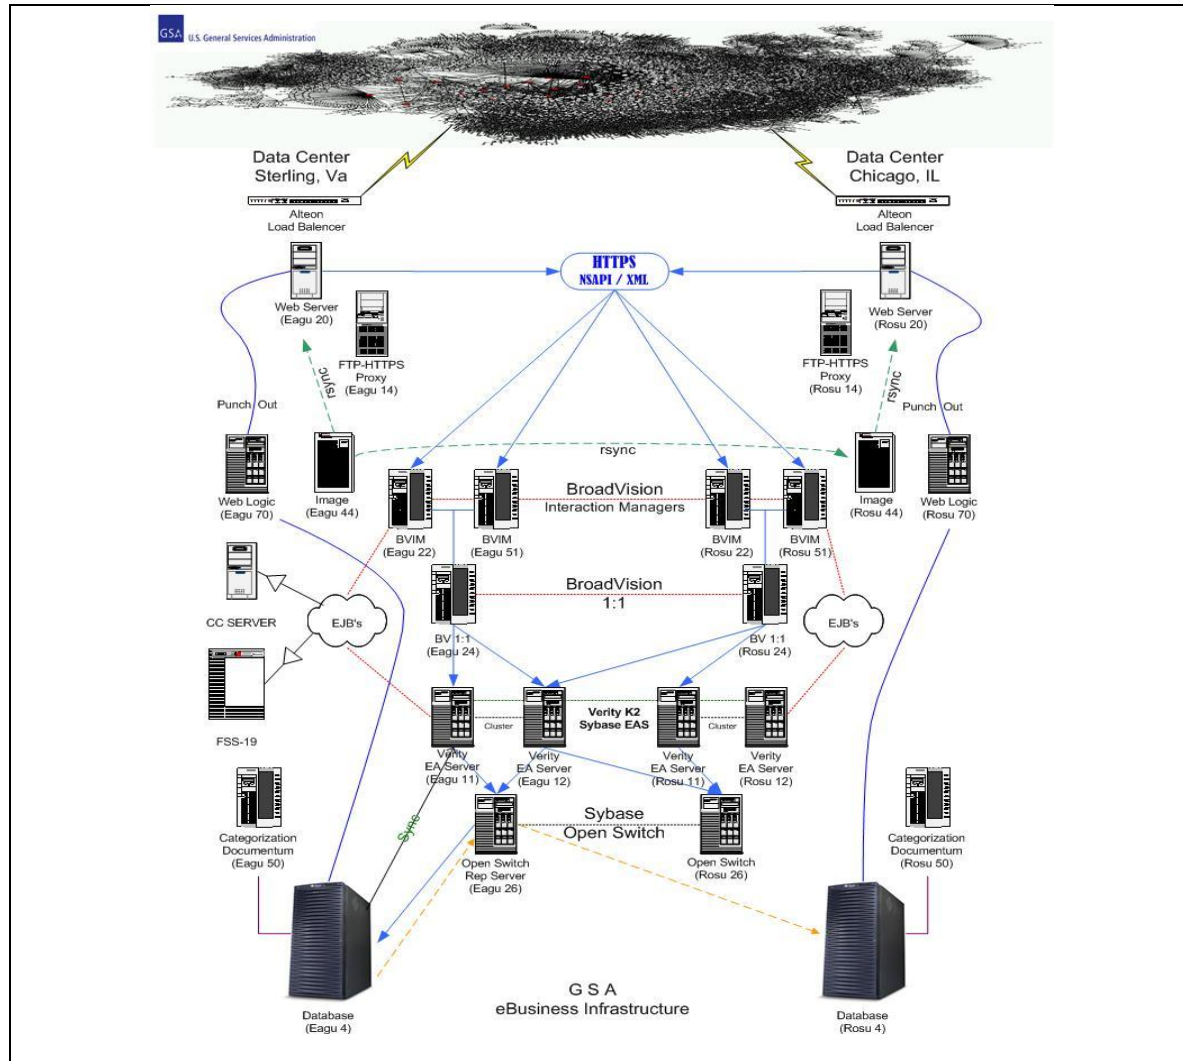 GSA U.S. General Services Administration
Data Center
Sterling, Va
Data Center
Chicago, IL
Alteon
Load Balencer
Alteon
Load Balencer
HTTPS
NSAPI / XML
Web Server
(Eagu 20)
Web Server
(Rosu 20)
FTP-HTTPS
Proxy
(Eagu 14)
FTP-HTTPS
Proxy
(Rosu 14)
rsync
rsync
Punch Out
Punch Out
rsync
Web Logic
(Eagu 70)
Image
(Eagu 44)
BroadVision
Interaction Managers
Image
(Rosu 44)
Web Logic
(Rosu 70)
BVIM
(Eagu 22)
BVIM
(Eagu 51)
BVIM
(Rosu 22)
BVIM
(Rosu 51)
BroadVision
1:1
CC SERVER
EJB's
EJB's
BV 1:1
(Eagu 24)
BV 1:1
(Rosu 24)
Verity K2
Sybase EAS
Cluster
Cluster
FSS-19
Verity
EA Server
(Eagu 11)
Verity
EA Server
(Eagu 12)
Verity
EA Server
(Rosu 11)
Verity
EA Server
(Rosu 12)
Sybase
Open Switch
Sync
Categorization
Documentum
(Eagu 50)
Categorization
Documentum
(Rosu 50)
Open Switch
Rep Server
(Eagu 26)
Open Switch
(Rosu 26)
G S A
eBusiness Infrastructure
Database
(Eagu 4)
Database
(Rosu 4)